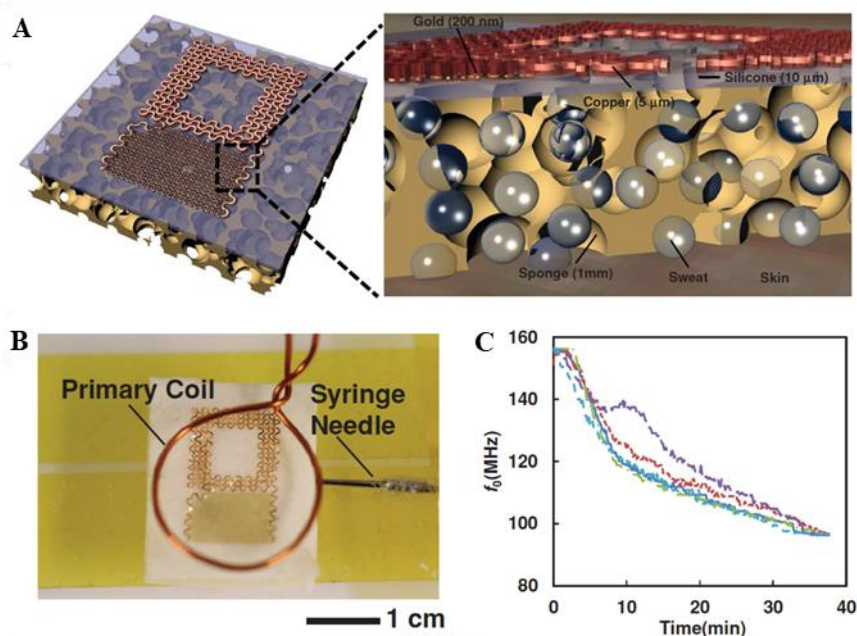 A
Gold (200 nm)
Silicone (10 μm)
Copper (5 μm)
Sponge (1mm)
Sweat
Skin
B
Primary Coil
Syringe
Needle
1 cm
C
160
140
120
100
80
f₀(MHz)
0
10
20
30
40
Time(min)